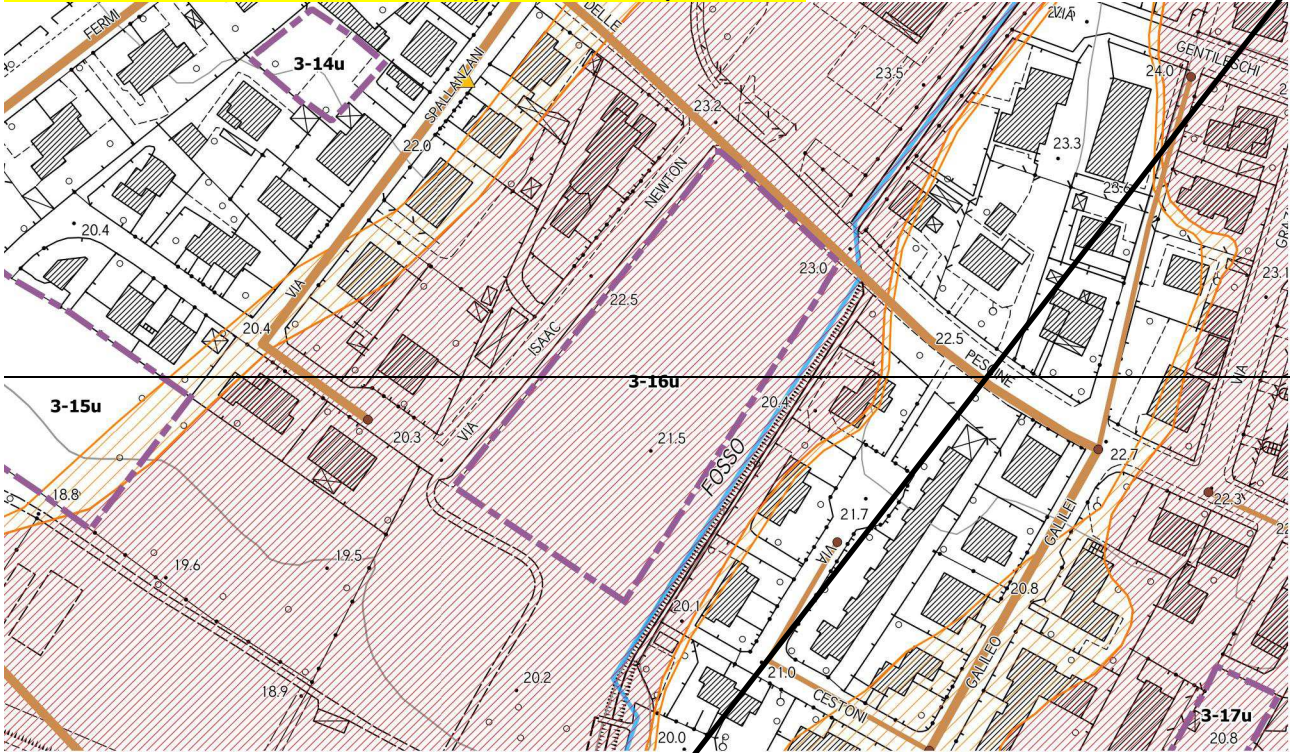 FERMI
3-14u
DELLE
23.5
VIA
GENTILESCHI
24.0
SPALLANZAN
22.0
23.2
23.3
NEWTON
23.6
20.4
23.0
23.1
VIA
22.5
20.4
ISAAC
22.5
PESCINE
VIA
3-15u
3-16u
20.4
20.3
VIA
21.5
FOSSO
22.7
18.8
22.3
21.7
GALILEI
19.6
19.5
VIA
20.8
20.1
GALILEO
18.9
20.2
21.0
CESTONI
3-17u
20.0
20.8